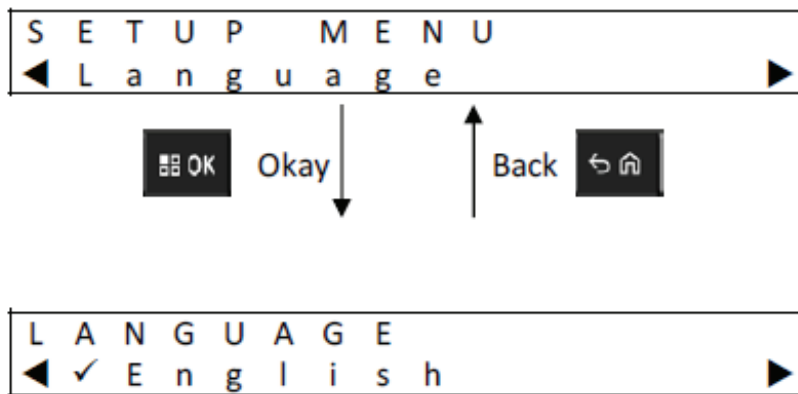 SETUP MENU
◀ Language ▶
OK Okay Back
LANGUAGE
◀ ✓ English ▶